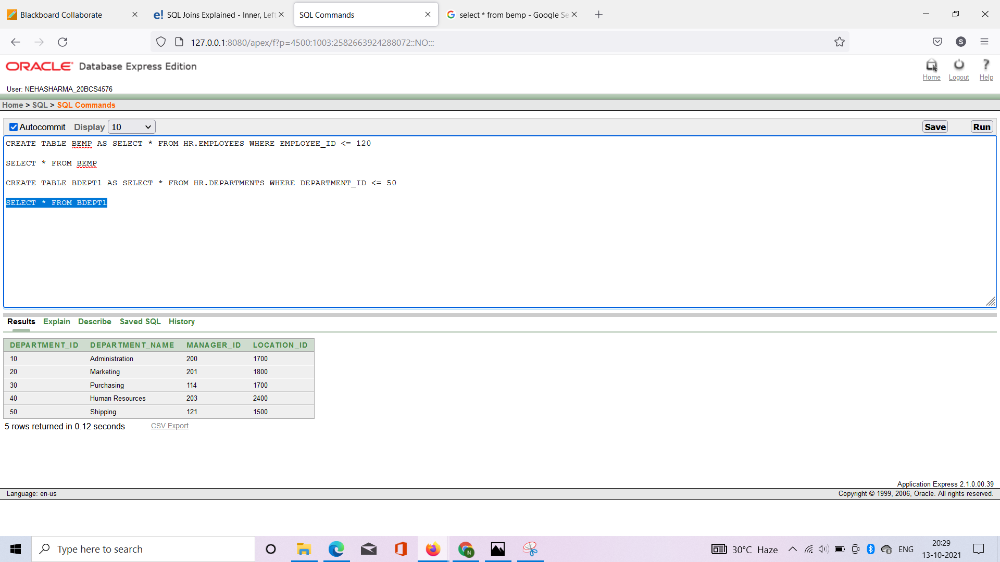 Blackboard Collaborate
e! SQL Joins Explained - Inner, Left
SQL Commands
select * from bemp - Google Se
127.0.0.1:8080/apex/f?p=4500:1003:2582663924288072::NO:::
S
ORACLE Database Express Edition
Home Logout Help
User: NEHASHARMA_20BCS4576
Home > SQL > SQL Commands
Autocommit Display 10 Save Run
CREATE TABLE BEMP AS SELECT * FROM HR.EMPLOYEES WHERE EMPLOYEE_ID <= 120
SELECT * FROM BEMP
CREATE TABLE BDEPT1 AS SELECT * FROM HR.DEPARTMENTS WHERE DEPARTMENT_ID <= 50
SELECT * FROM BDEPT1
Results Explain Describe Saved SQL History
DEPARTMENT_ID DEPARTMENT_NAME MANAGER_ID LOCATION_ID
10 Administration 200 1700
20 Marketing 201 1800
30 Purchasing 114 1700
40 Human Resources 203 2400
50 Shipping 121 1500
5 rows returned in 0.12 seconds CSV Export
Application Express 2.1.0.00.39
Language: en-us Copyright © 1999, 2006, Oracle. All rights reserved.
Type here to search
N
30°C Haze
ENG
20:29
13-10-2021